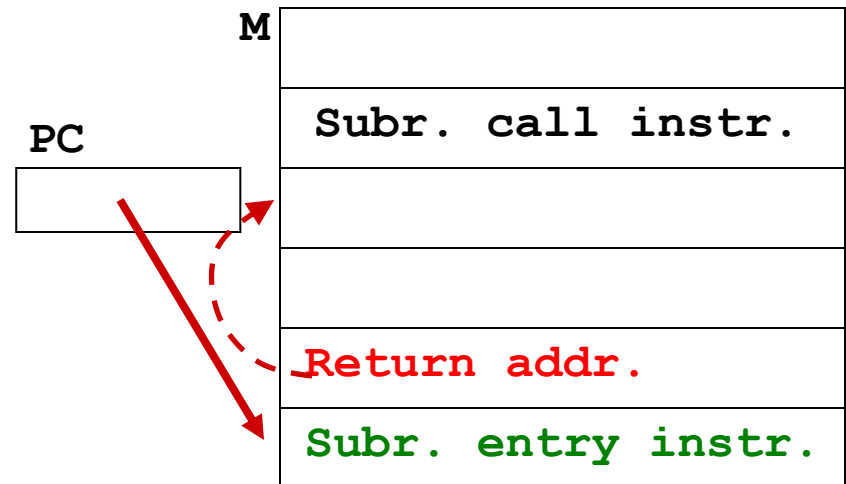 M
Subr. call instr.
PC
Return addr.
Subr. entry instr.